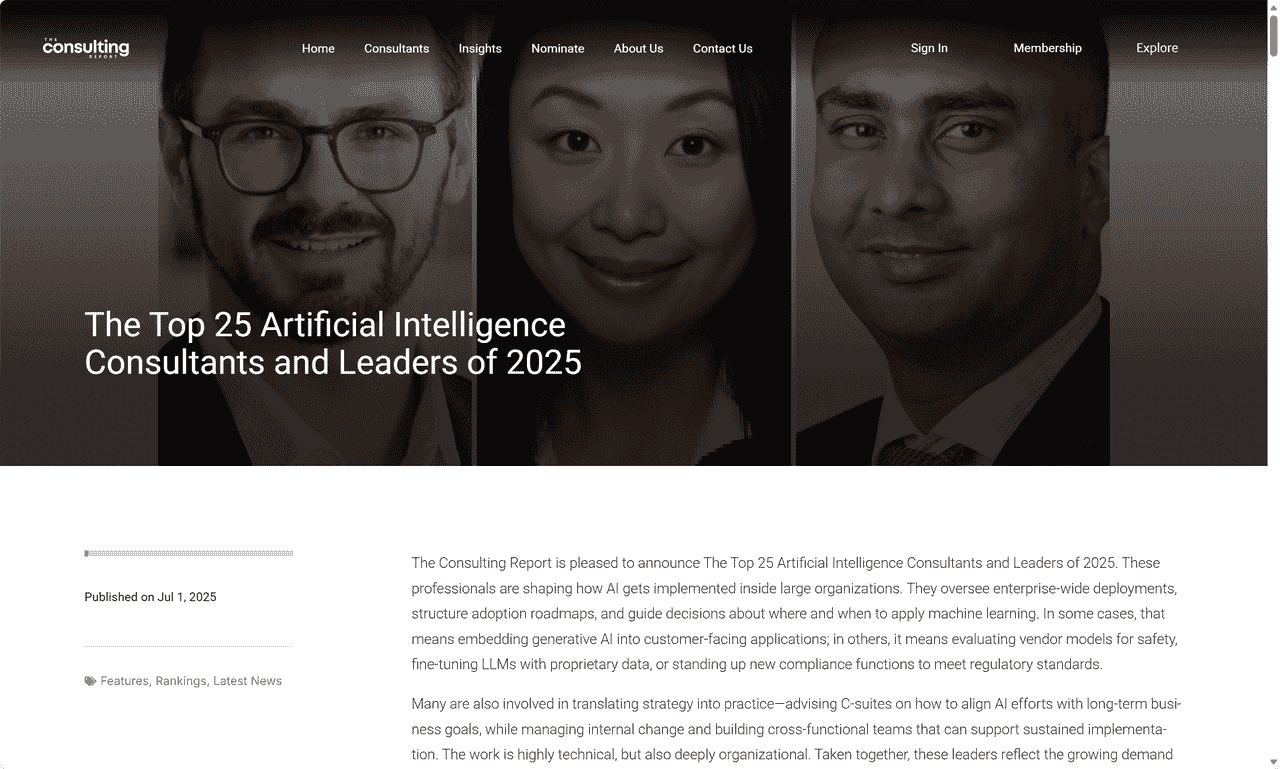 THE
consulting
REPORT
Home
Consultants
Insights
Nominate
About Us
Contact Us
Sign In
Membership
Explore
The Top 25 Artificial Intelligence
Consultants and Leaders of 2025
Published on Jul 1, 2025
Features, Rankings, Latest News
The Consulting Report is pleased to announce The Top 25 Artificial Intelligence Consultants and Leaders of 2025. These
professionals are shaping how AI gets implemented inside large organizations. They oversee enterprise-wide deployments,
structure adoption roadmaps, and guide decisions about where and when to apply machine learning. In some cases, that
means embedding generative AI into customer-facing applications; in others, it means evaluating vendor models for safety,
fine-tuning LLMs with proprietary data, or standing up new compliance functions to meet regulatory standards.
Many are also involved in translating strategy into practice—advising C-suites on how to align AI efforts with long-term busi-
ness goals, while managing internal change and building cross-functional teams that can support sustained implementa-
tion. The work is highly technical, but also deeply organizational. Taken together, these leaders reflect the growing demand